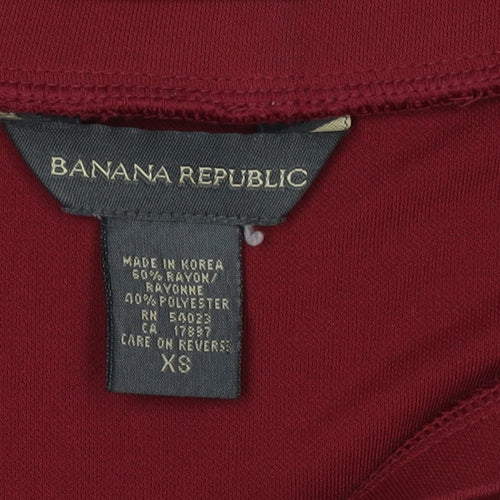 BANANA REPUBLIC
MADE IN KOREA
60% RAYON/
RAYONNE
40% POLYESTER
RN 54023
CA 17897
CARE ON REVERSE
XS